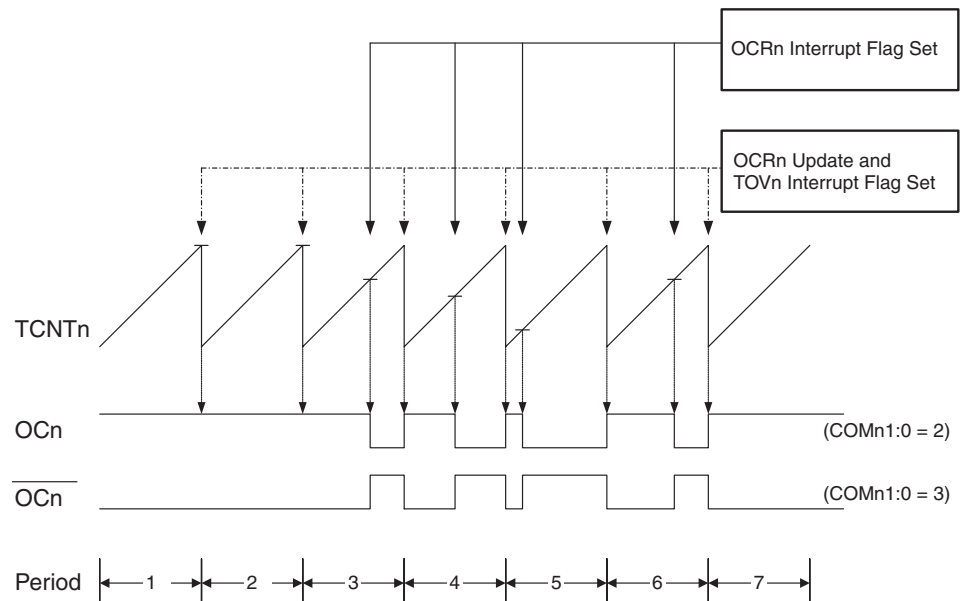 OCRn Interrupt Flag Set
OCRn Update and
TOVn Interrupt Flag Set
TCNTn
OCn
(COMn1:0 = 2)
OCn
(COMn1:0 = 3)
Period
1
2
3
4
5
6
7